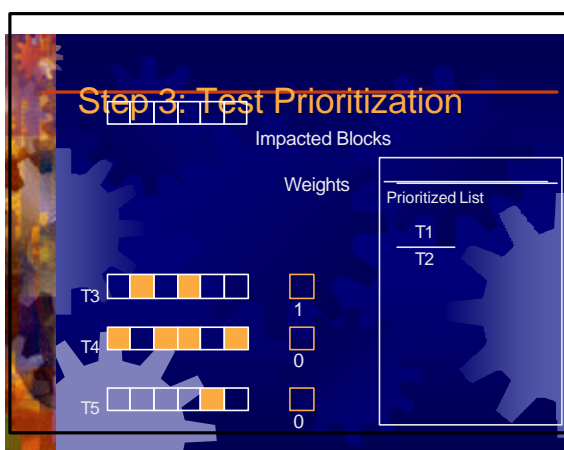 Step 3: Test Prioritization
Impacted Blocks
Weights
Prioritized List
T1
T2
T3
1
T4
0
T5
0